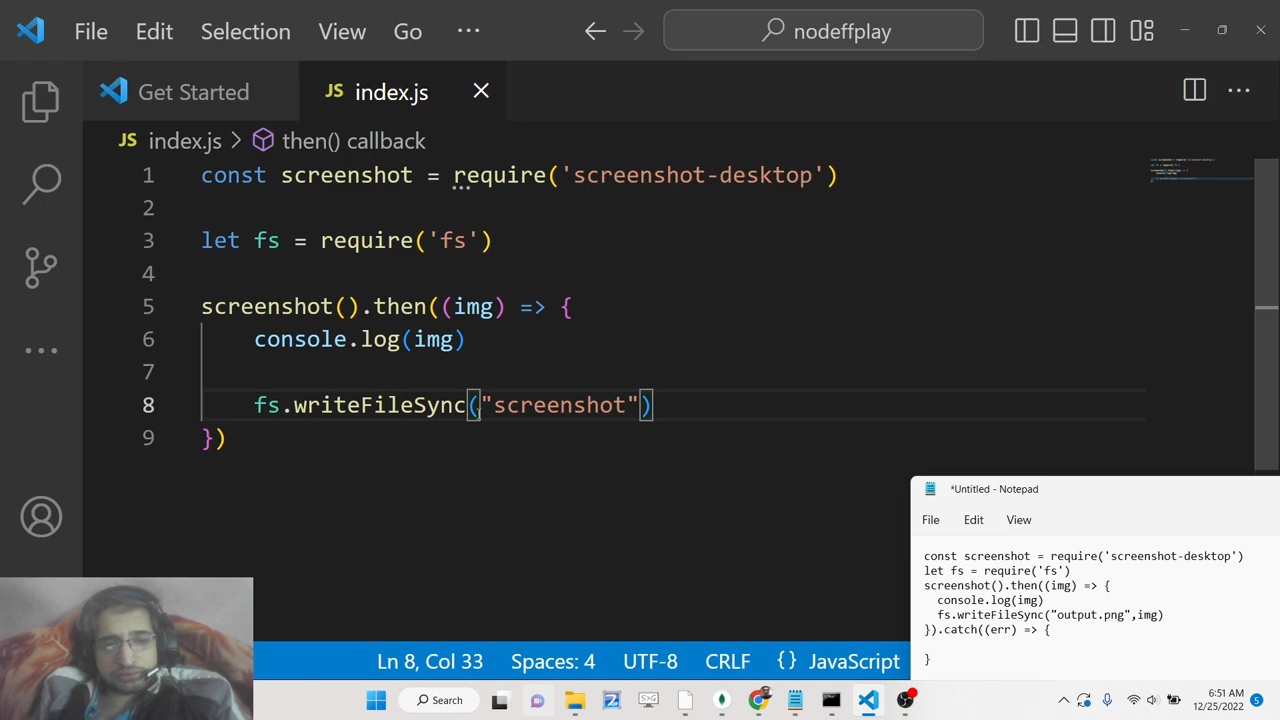 File Edit Selection View Go ··· nodeffplay
Get Started JS index.js
JS index.js > then() callback
1 const screenshot = require('screenshot-desktop')
2
3 let fs = require('fs')
4
5 screenshot().then((img) => {
6 console.log(img)
7
8 fs.writeFileSync("screenshot")
9 })
*Untitled - Notepad
File Edit View
const screenshot = require('screenshot-desktop')
let fs = require('fs')
screenshot().then((img) => {
console.log(img)
fs.writeFileSync("output.png",img)
}).catch((err) => {
}
Ln 8, Col 33 Spaces: 4 UTF-8 CRLF {} JavaScript
Search
6:51 AM
12/25/2022
5